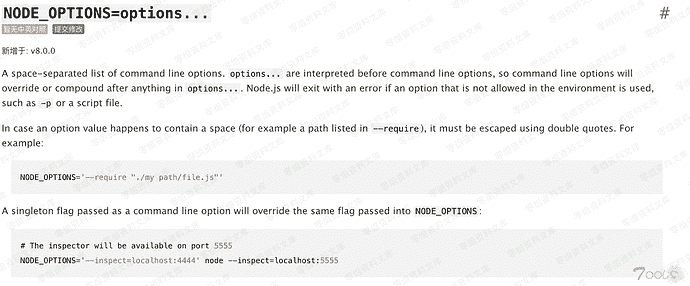 NODE_OPTIONS=options...
#
暂无中英对照 提交修改
新增于: v8.0.0
A space-separated list of command line options. options... are interpreted before command line options, so command line options will
override or compound after anything in options.... Node.js will exit with an error if an option that is not allowed in the environment is used,
such as -p or a script file.
In case an option value happens to contain a space (for example a path listed in --require), it must be escaped using double quotes. For
example:
NODE_OPTIONS='--require "./my path/file.js"'
A singleton flag passed as a command line option will override the same flag passed into NODE_OPTIONS:
# The inspector will be available on port 5555
NODE_OPTIONS='--inspect=localhost:4444' node --inspect=localhost:5555